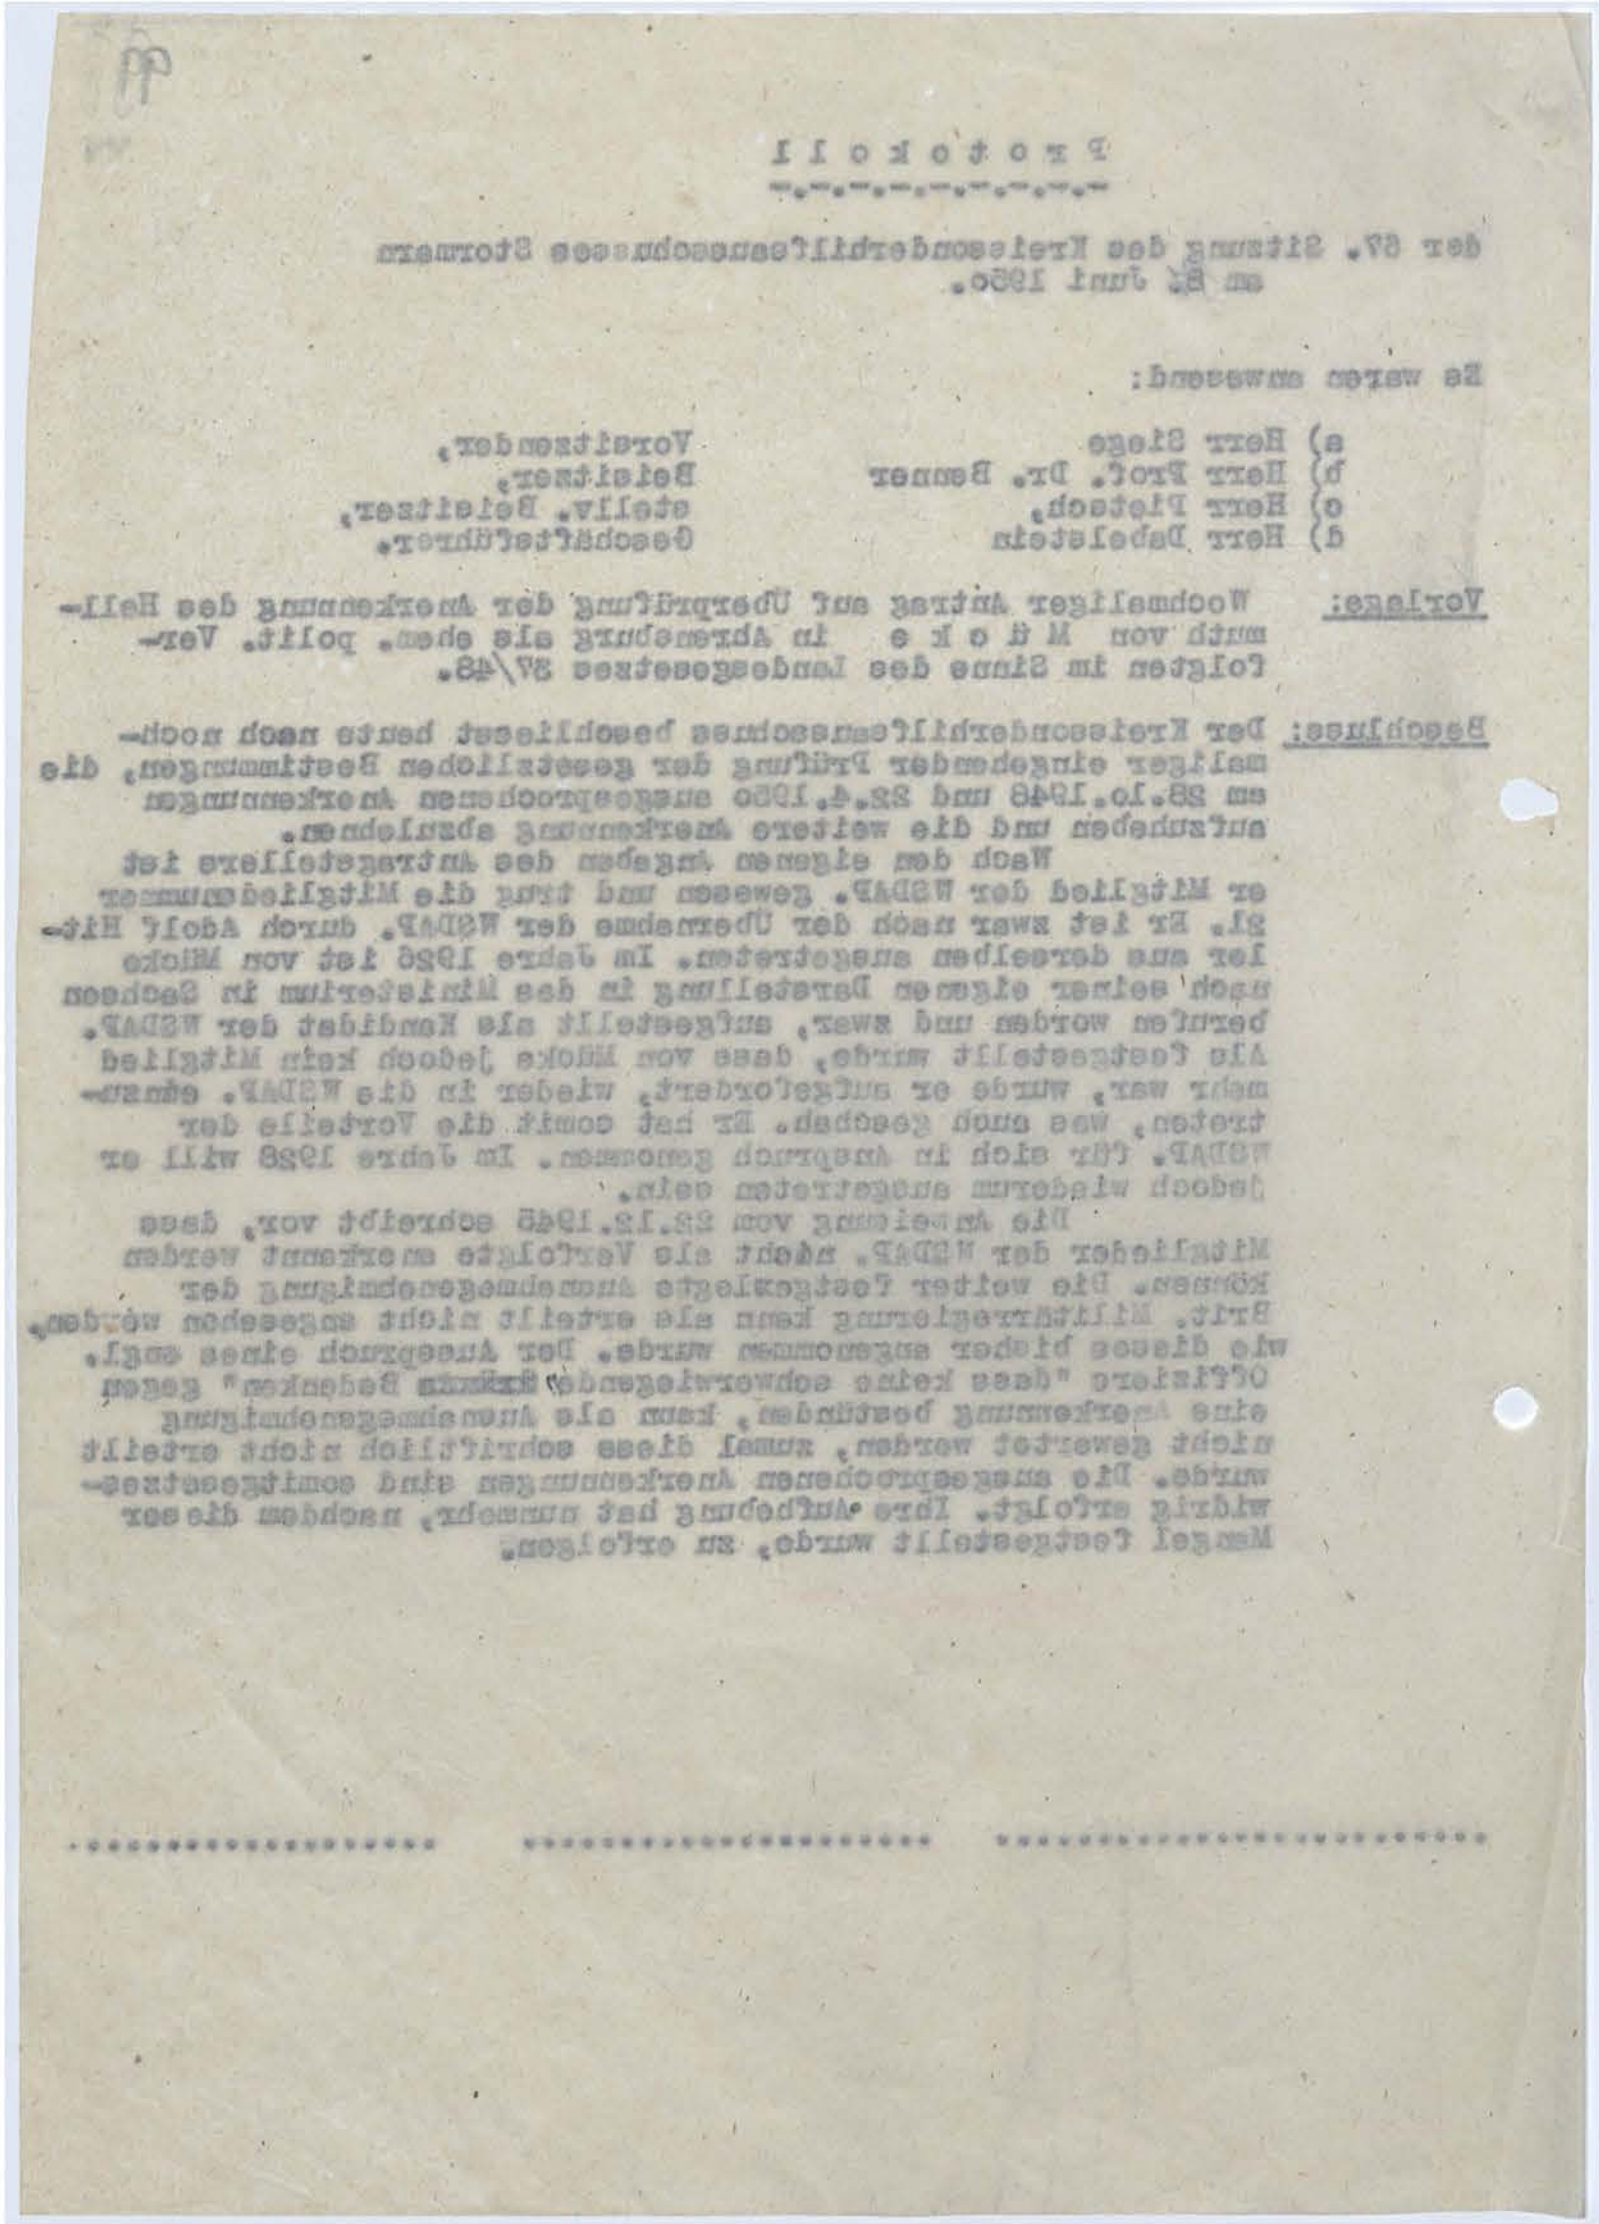 99
P r o t o k o l l
-.-.-.-.-.-.-.-.-.-
der 67. Sitzung des Kreissonderhilfsausschusses Stormarn
am 8. Juni 195o.
Es waren anwesend:
a) Herr Siege Vorsitzender,
b) Herr Prof. Dr. Benner Beisitzer,
c) Herr Pietsch, stellv. Beisitzer,
d) Herr Dabelstein Geschäftsführer.
Vorlage: Nochmaliger Antrag auf Überprüfung der Anerkennung des Hell-
muth von M ü c k e in Ahrensburg als ehem. polit. Ver-
folgten im Sinne des Landesgesetzes 37/48.
Beschluss: Der Kreissonderhilfsausschuss beschliesst heute nach noch-
maliger eingehender Prüfung der gesetzlichen Bestimmungen, die
am 28.1o.1948 und 22.4.195o ausgesprochenen Anerkennungen
aufzuheben und die weitere Anerkennung abzulehnen.
Nach den eigenen Angaben des Antragstellers ist
er Mitglied der NSDAP. gewesen und trug die Mitgliedsnummer
21. Er ist zwar nach der Übernahme der NSDAP. durch Adolf Hit-
ler aus derselben ausgetreten. Im Jahre 1926 ist von Mücke
nach seiner eigenen Darstellung in das Ministerium in Sachsen
berufen worden und zwar, aufgestellt als Kandidat der NSDAP.
Als festgestellt wurde, dass von Mücke jedoch kein Mitglied
mehr war, wurde er aufgefordert, wieder in die NSDAP. einzu-
treten, was auch geschah. Er hat somit die Vorteile der
NSDAP. für sich in Anspruch genommen. Im Jahre 1928 will er
jedoch wiederum ausgetreten sein.
Die Anweisung vom 22.12.1945 schreibt vor, dass
Mitglieder der NSDAP. nicht als Verfolgte anerkannt werden
können. Die weiter festgelegte Ausnahmegenehmigung der
Brit. Militärregierung kann als erteilt nicht angesehen werden,
wie dieses bisher angenommen wurde. Der Ausspruch eines engl.
Offiziers "dass keine schwerwiegende Bedenken" gegen
eine Anerkennung beständen, kann als Ausnahmegenehmigung
nicht gewertet werden, zumal diese schriftlich nicht erteilt
wurde. Die ausgesprochenen Anerkennungen sind somitgesetzes-
widrig erfolgt. Ihre Aufhebung hat nunmehr, nachdem dieser
Mangel festgestellt wurde, zu erfolgen.
......................... ..................... ...................